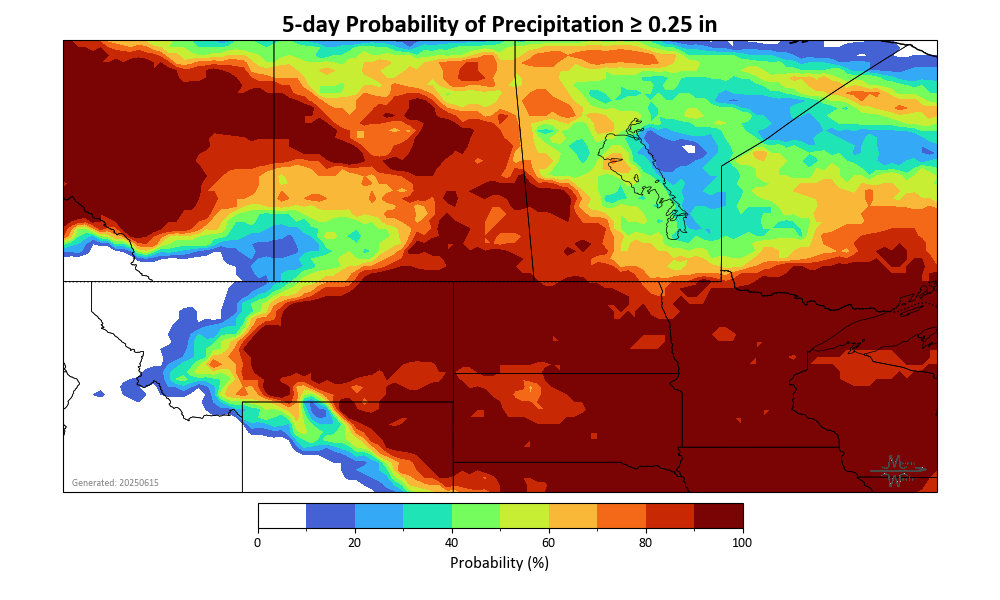 5-day Probability of Precipitation ≥ 0.25 in
Generated: 20250615
0 20 40 60 80 100
Probability (%)